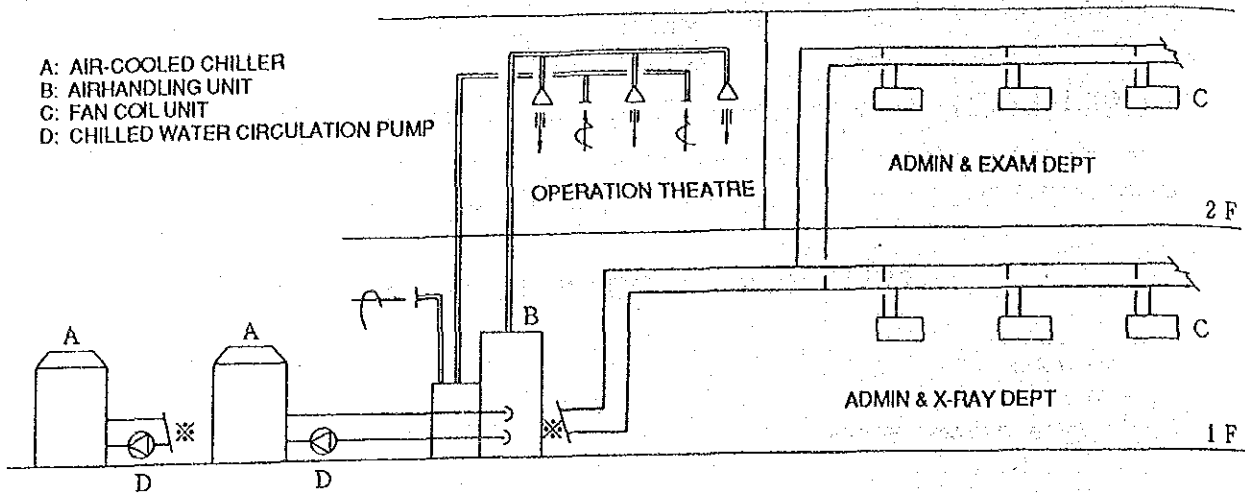 A: AIR-COOLED CHILLER
B: AIRHANDLING UNIT
C: FAN COIL UNIT
D: CHILLED WATER CIRCULATION PUMP
OPERATION THEATRE
C
ADMIN & EXAM DEPT
2 F
A
A
B
C
ADMIN & X-RAY DEPT
※
※
1 F
D
D